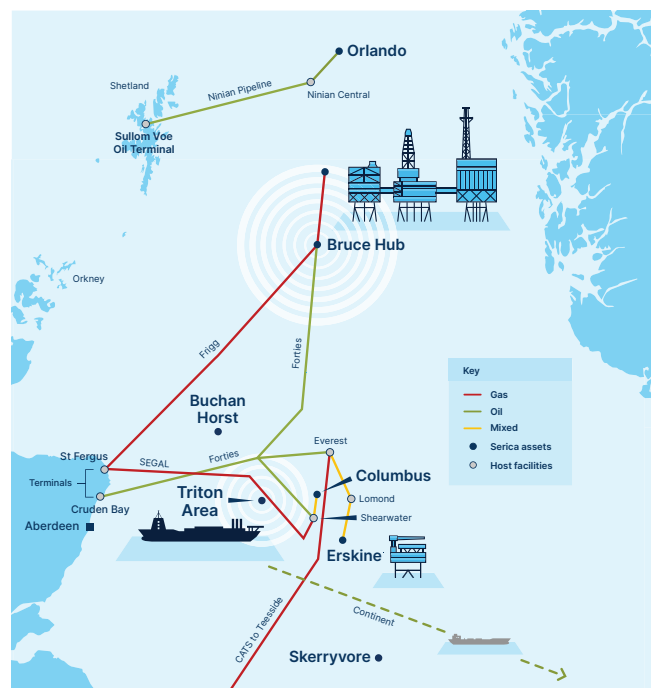 Orlando
Shetland
Ninian Pipeline
Ninian Central
Sullom Voe
Oil Terminal
Bruce Hub
Orkney
Frigg
Forties
Key
Gas
Oil
Mixed
Serica assets
Host facilities
Buchan
Horst
Everest
St Fergus
SEGAL
Forties
Columbus
Terminals
Triton
Area
Lomond
Cruden Bay
Shearwater
Aberdeen
Erskine
CATS to Teesside
Continent
Skerryvore